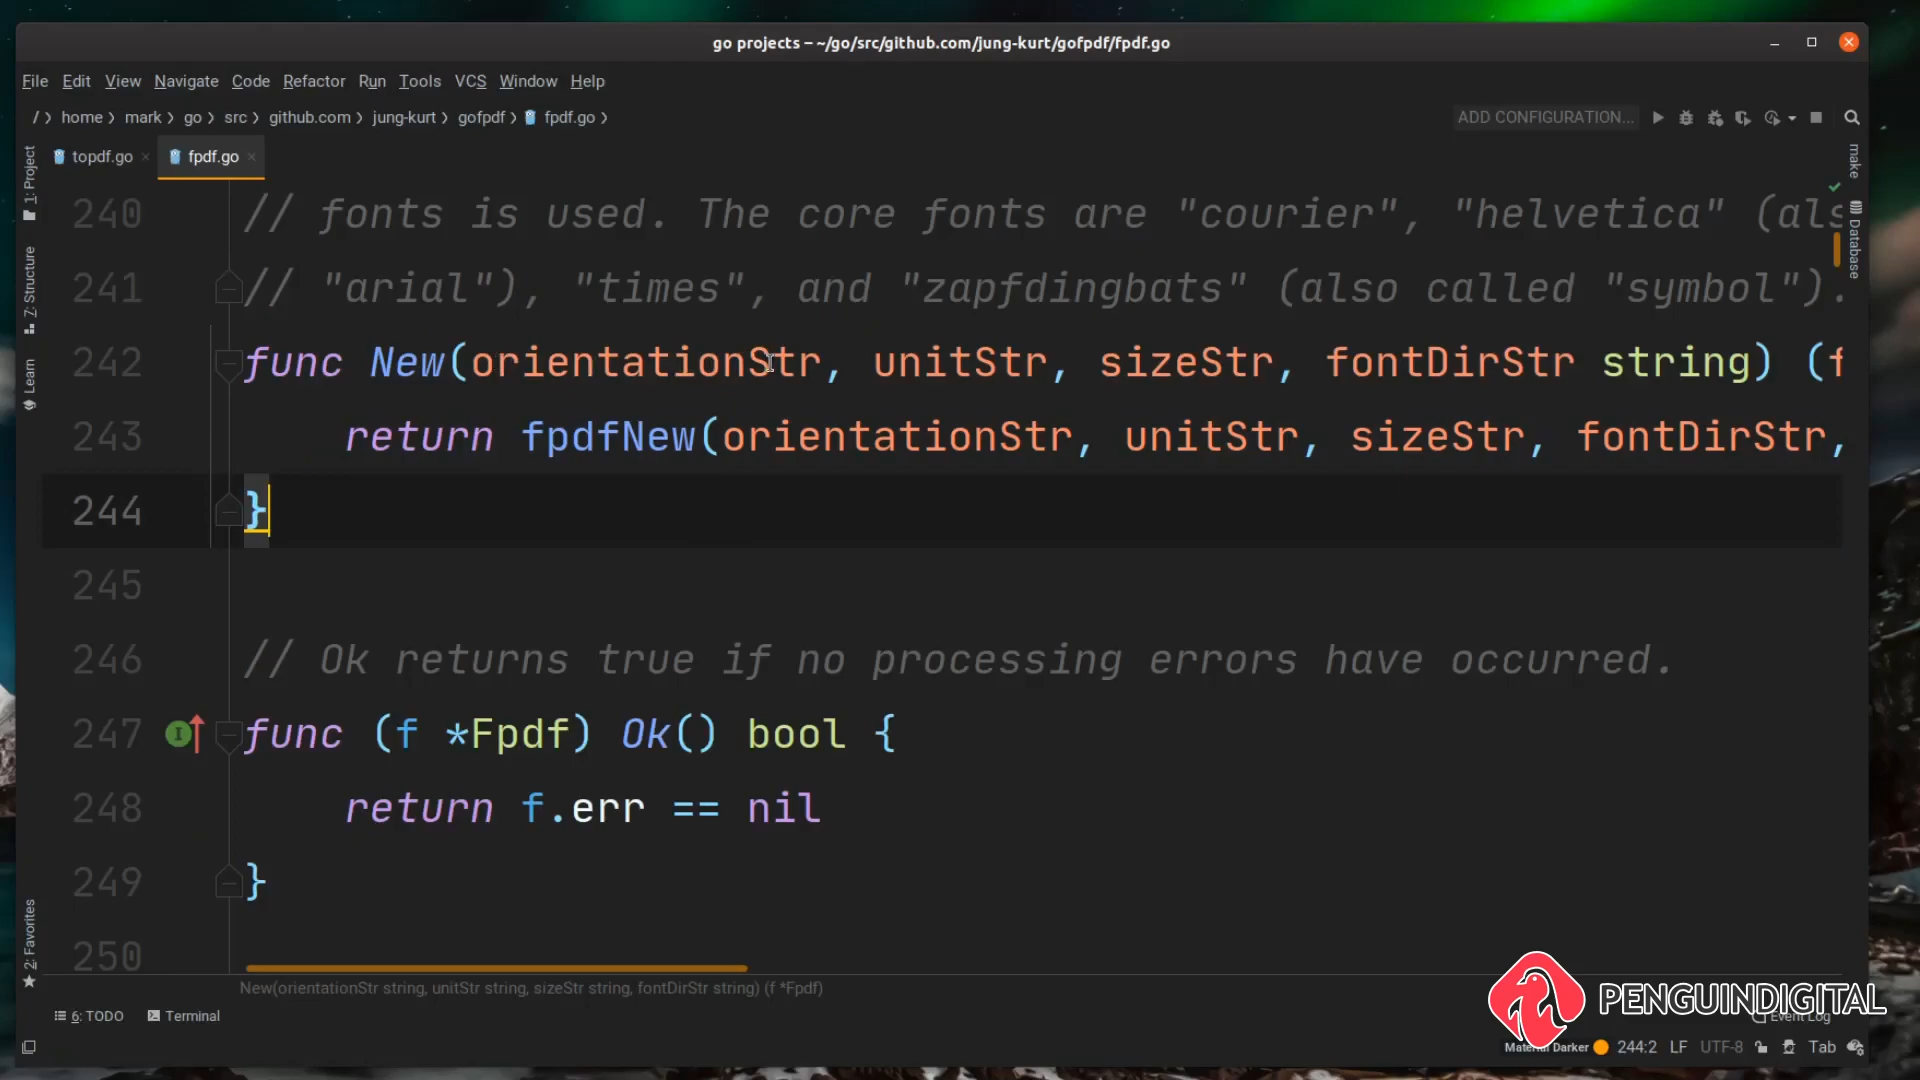 go projects – ~/go/src/github.com/jung-kurt/gofpdf/fpdf.go
File Edit View Navigate Code Refactor Run Tools VCS Window Help
/ home mark go src github.com jung-kurt gofpdf fpdf.go
ADD CONFIGURATION...
topdf.go
fpdf.go
1: Project
7: Structure
Learn
2: Favorites
make
Database
240 // fonts is used. The core fonts are "courier", "helvetica" (als
241 // "arial"), "times", and "zapfdingbats" (also called "symbol").
242 func New(orientationStr, unitStr, sizeStr, fontDirStr string) (f
243 return fpdfNew(orientationStr, unitStr, sizeStr, fontDirStr,
244 }
245
246 // Ok returns true if no processing errors have occurred.
247 func (f *Fpdf) Ok() bool {
248 return f.err == nil
249 }
250
New(orientationStr string, unitStr string, sizeStr string, fontDirStr string) (f *Fpdf)
6: TODO Terminal
Event Log
PENGUINDIGITAL
Material Darker 244:2 LF UTF-8 Tab